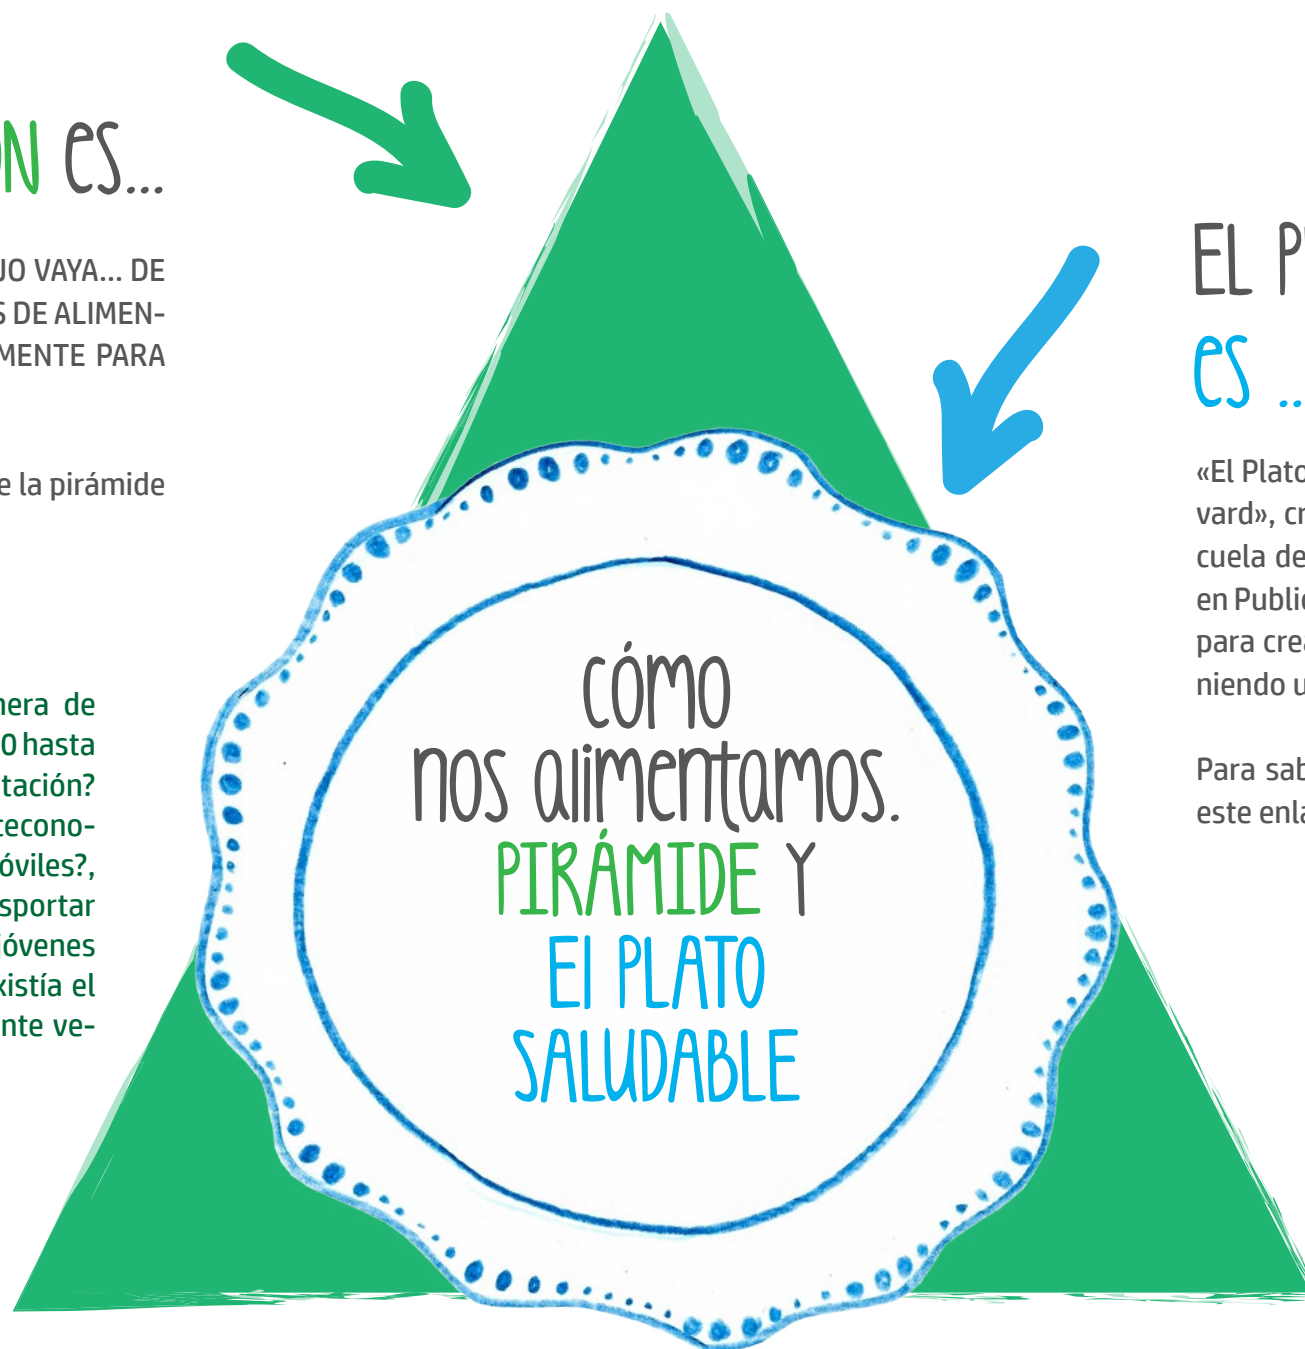 ÓN es...
JO VAYA... DE
S DE ALIMEN-
MENTE PARA
e la pirámide
nera de
0 hasta
tación?
tecono-
óviles?,
sportar
jóvenes
xistía el
nte ve-
cómo
nos alimentamos.
PIRÁMIDE Y
El PLATO
SALUDABLE
EL P
es ...
«El Plato
vard», cr
cuela de
en Public
para crea
niendo u
Para sab
este enla